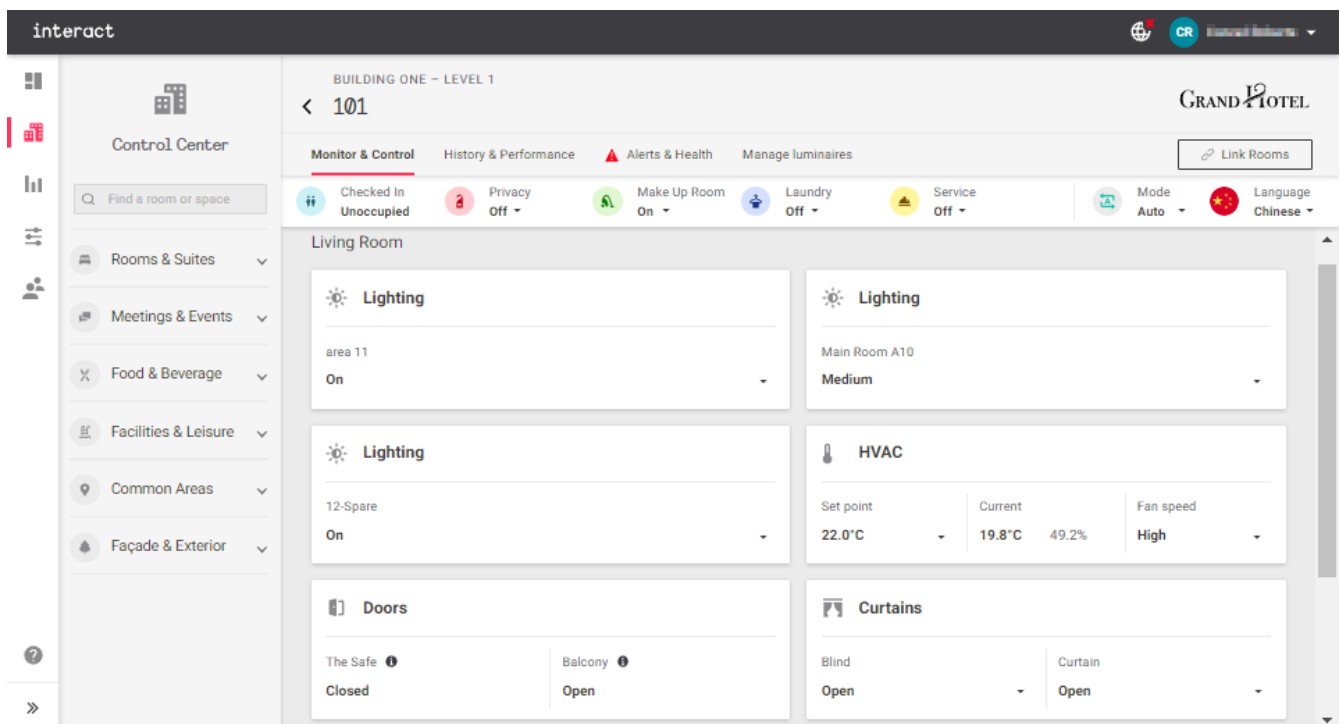 interact
CR
BUILDING ONE – LEVEL 1
101
GRAND HOTEL
Control Center
Monitor & Control
History & Performance
Alerts & Health
Manage luminaires
Link Rooms
Find a room or space
Checked In
Unoccupied
Privacy
Off
Make Up Room
On
Laundry
Off
Service
Off
Mode
Auto
Language
Chinese
Rooms & Suites
Meetings & Events
Food & Beverage
Facilities & Leisure
Common Areas
Façade & Exterior
Living Room
Lighting
area 11
On
Lighting
Main Room A10
Medium
Lighting
12-Spare
On
HVAC
Set point
22.0°C
Current
19.8°C 49.2%
Fan speed
High
Doors
The Safe
Closed
Balcony
Open
Curtains
Blind
Open
Curtain
Open